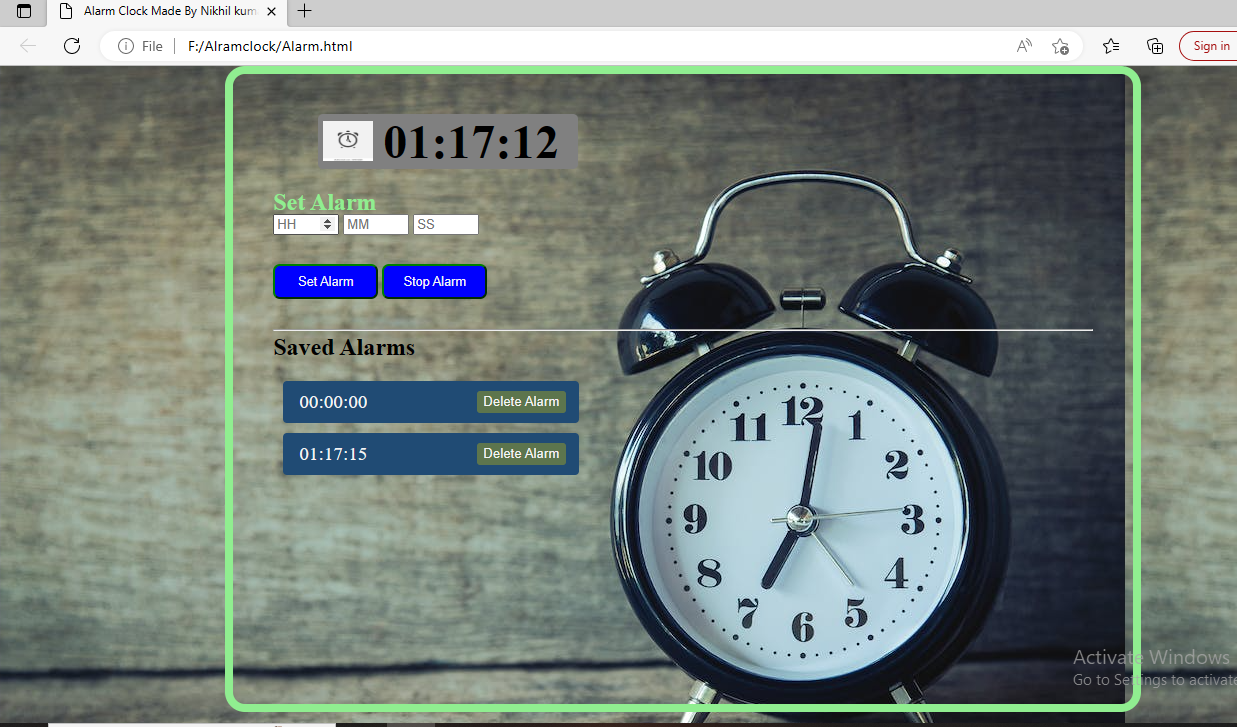 Alarm Clock Made By Nikhil kum
File F:/Alramclock/Alarm.html Sign in
01:17:12
Set Alarm
HH MM SS
Set Alarm Stop Alarm
Saved Alarms
00:00:00 Delete Alarm
01:17:15 Delete Alarm
12
11 1
10 2
9 3
8 4
7 5
6
Activate Windows
Go to Settings to activate